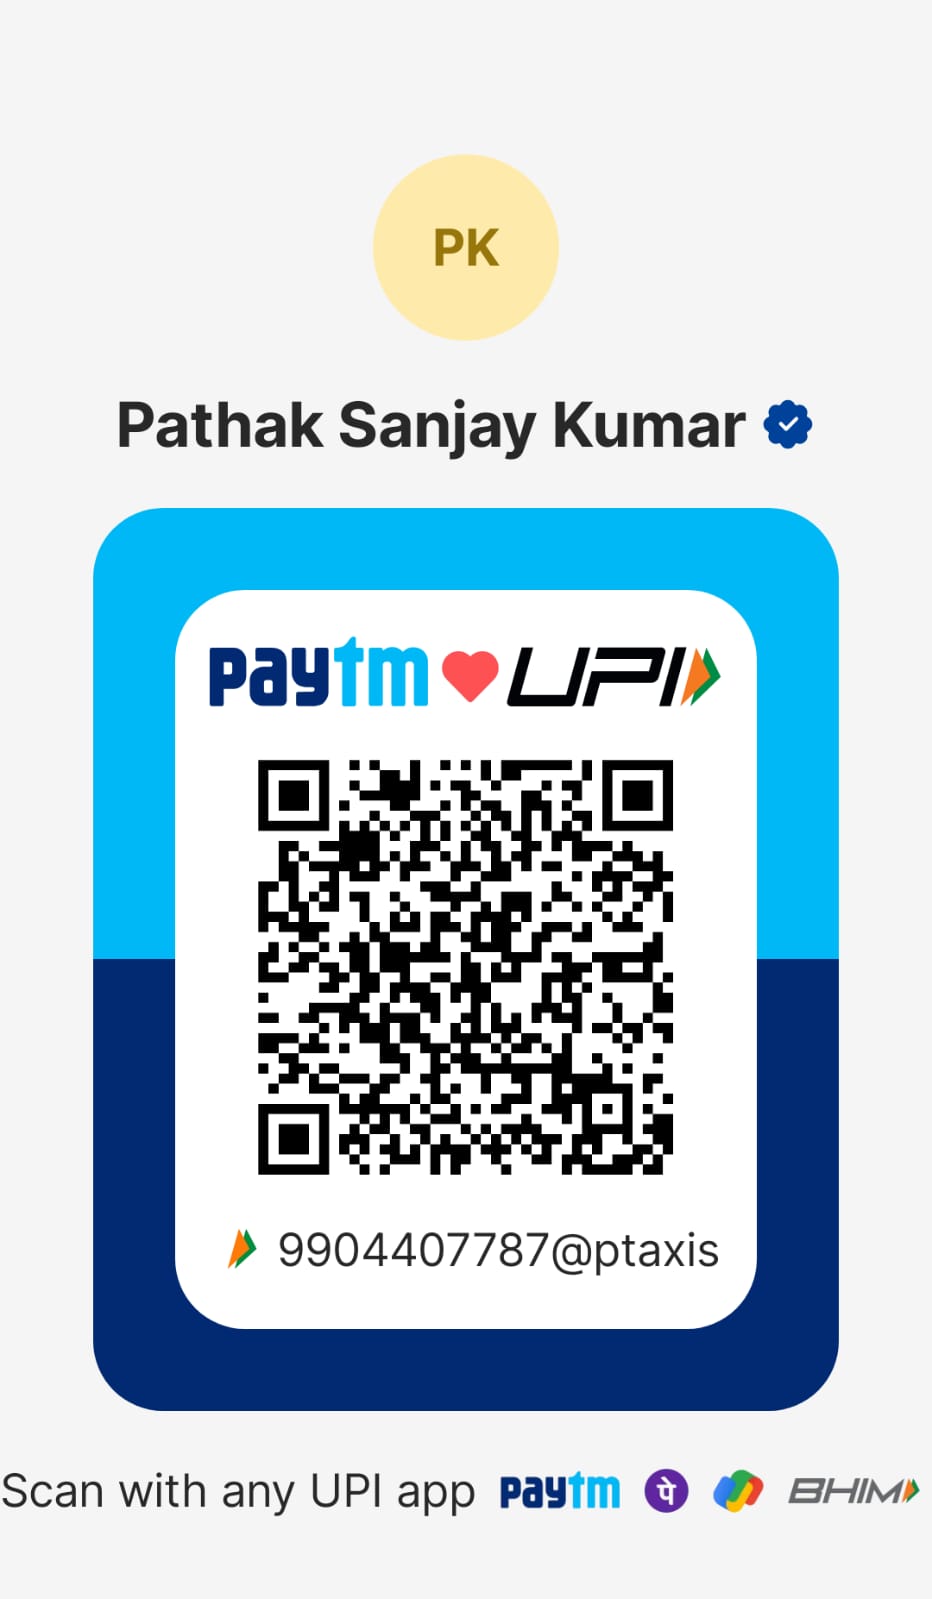 PK
Pathak Sanjay Kumar
paytm UPI
9904407787@ptaxis
Scan with any UPI app paytm पे BHIM